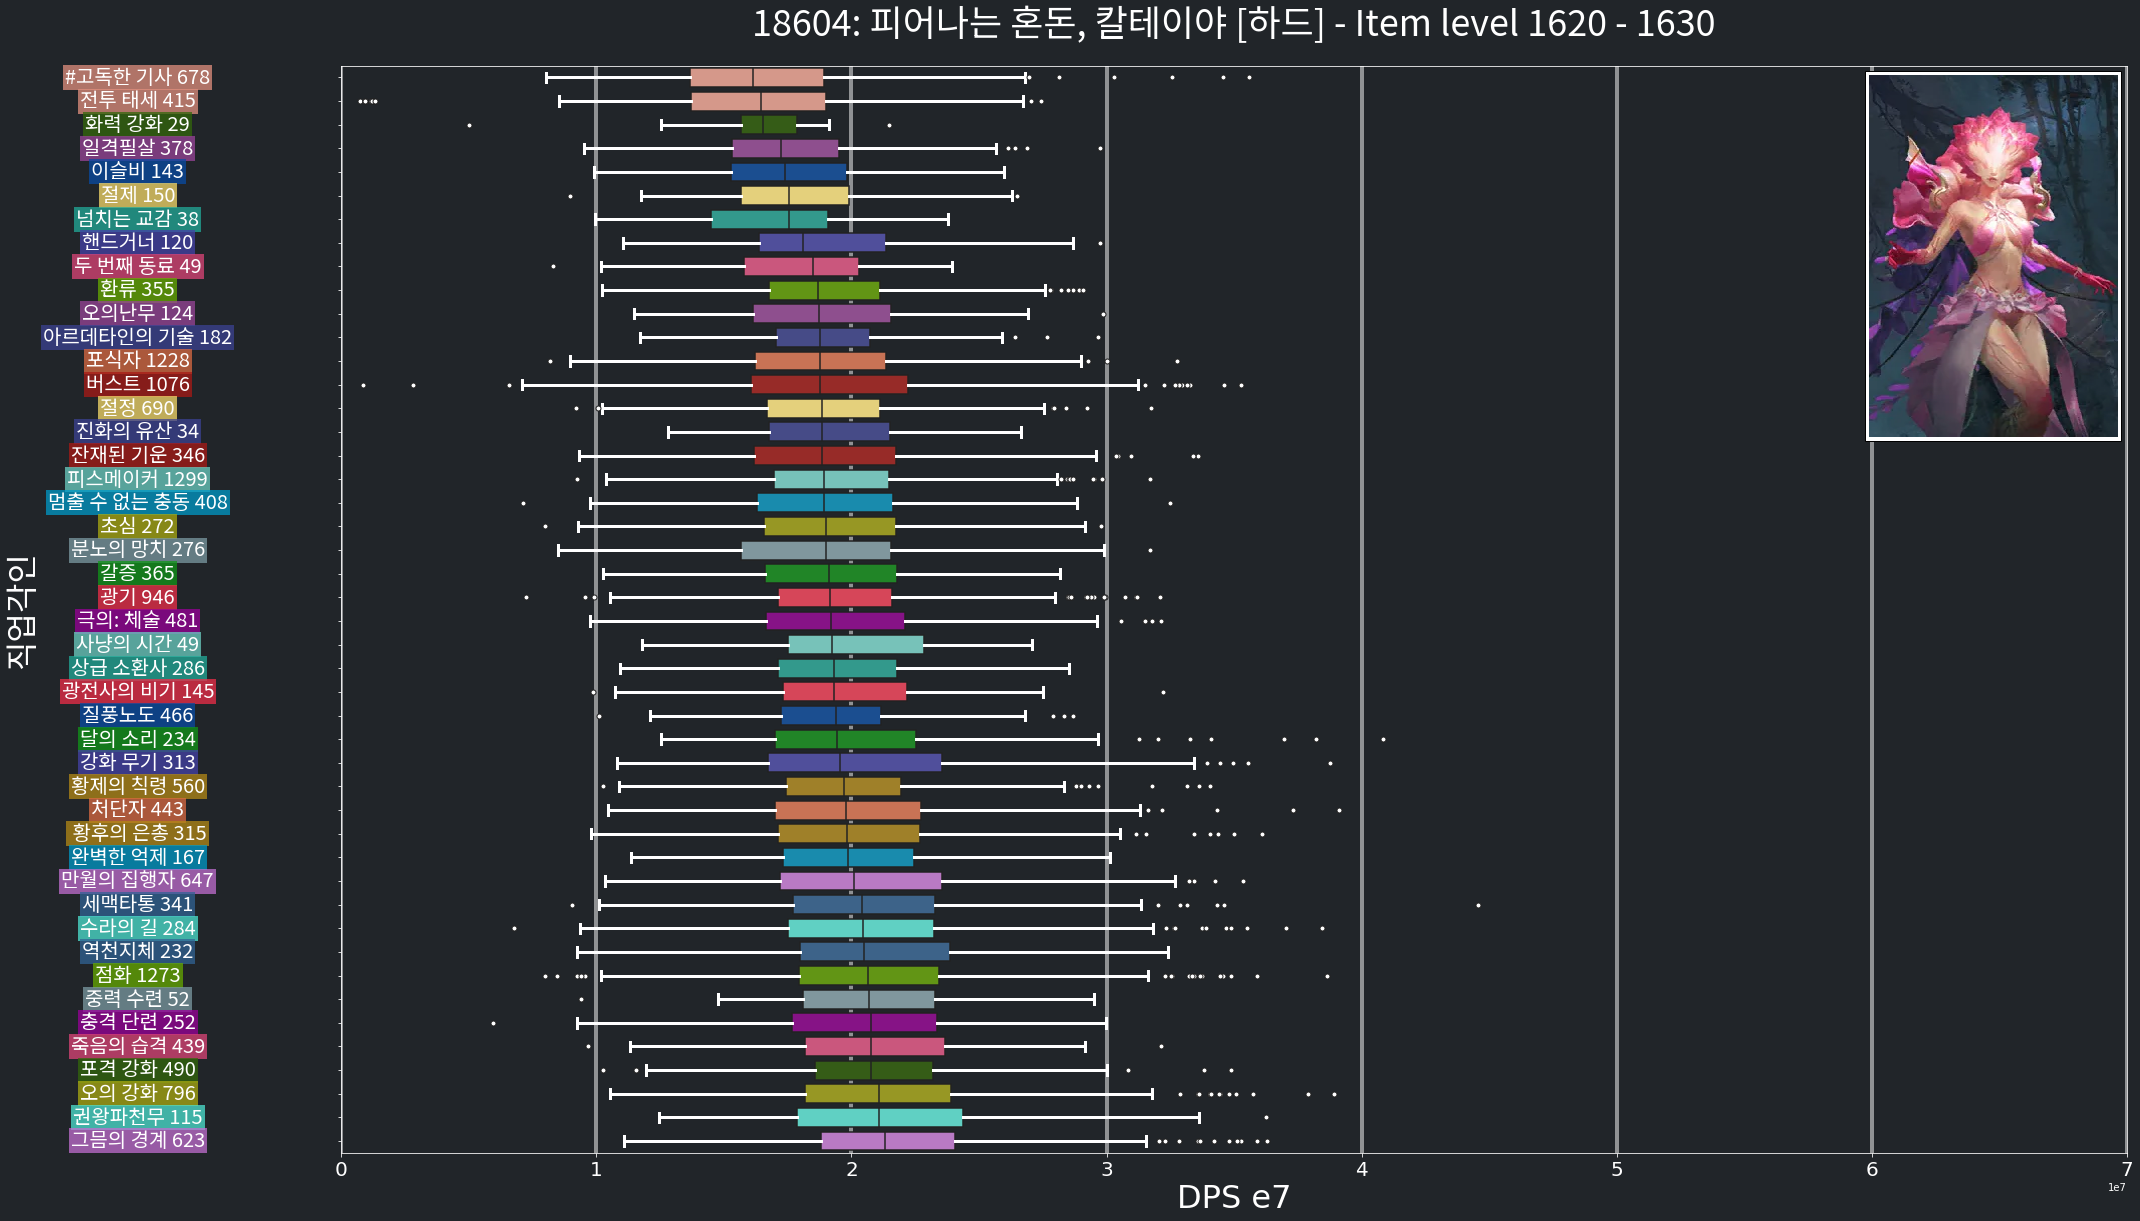 18604: 피어나는 혼돈, 칼테이야 [하드] - Item level 1620 - 1630
직업각인
#고독한 기사 678
전투 태세 415
화력 강화 29
일격필살 378
이슬비 143
절제 150
넘치는 교감 38
핸드거너 120
두 번째 동료 49
환류 355
오의난무 124
아르데타인의 기술 182
포식자 1228
버스트 1076
절정 690
진화의 유산 34
잔재된 기운 346
피스메이커 1299
멈출 수 없는 충동 408
초심 272
분노의 망치 276
갈증 365
광기 946
극의: 체술 481
사냥의 시간 49
상급 소환사 286
광전사의 비기 145
질풍노도 466
달의 소리 234
강화 무기 313
황제의 칙령 560
처단자 443
황후의 은총 315
완벽한 억제 167
만월의 집행자 647
세맥타통 341
수라의 길 284
역천지체 232
점화 1273
중력 수련 52
충격 단련 252
죽음의 습격 439
포격 강화 490
오의 강화 796
권왕파천무 115
그믐의 경계 623
0 1 2 3 4 5 6 7
1e7
DPS e7